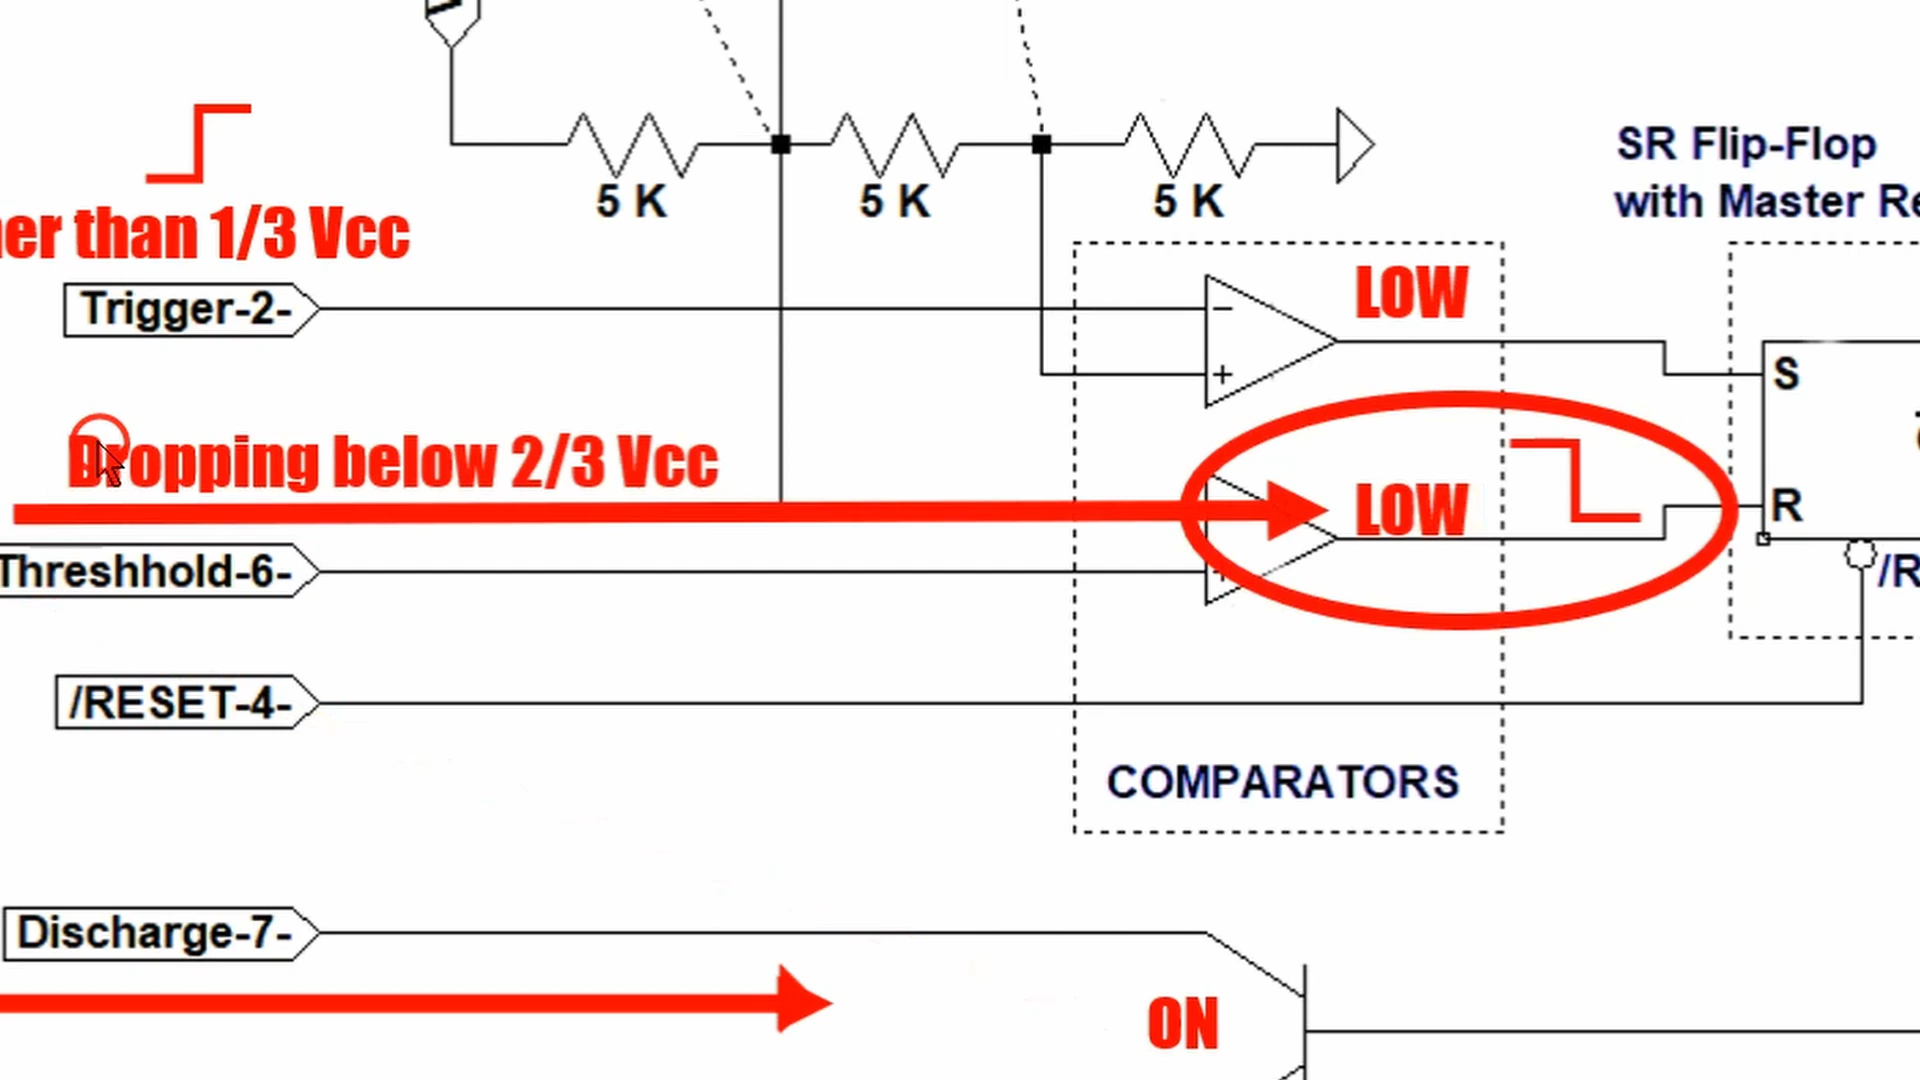 5 K 5 K 5 K
SR Flip-Flop
with Master Re
er than 1/3 Vcc
Trigger-2-
LOW
S
Dropping below 2/3 Vcc
LOW
R
Threshhold-6-
/R
/RESET-4-
COMPARATORS
Discharge-7-
ON